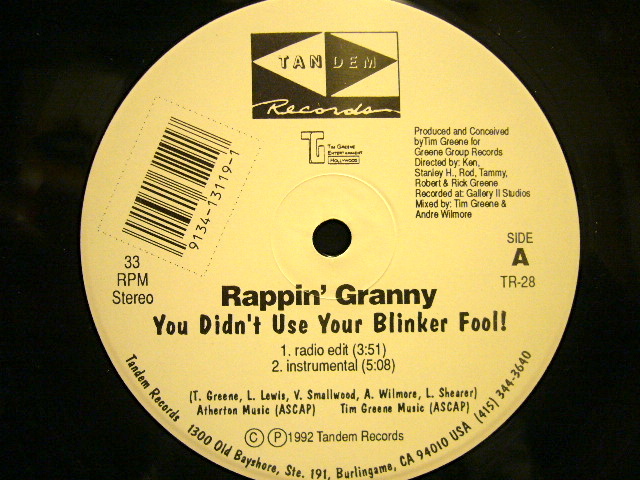 TANDEM
Records
TG TIM GREENE
ENTERTAINMENT
HOLLYWOOD
Produced and Conceived
byTim Greene for
Greene Group Records
Directed by: Ken,
Stanley H., Rod, Tammy,
Robert & Rick Greene
Recorded at: Gallery II Studios
Mixed by: Tim Greene &
Andre Wilmore
9134-13119-1
33
RPM
Stereo
SIDE
A
TR-28
Rappin' Granny
You Didn't Use Your Blinker Fool!
1. radio edit (3:51)
2. instrumental (5:08)
(T. Greene, L. Lewis, V. Smallwood, A. Wilmore, L. Shearer)
Atherton Music (ASCAP) Tim Greene Music (ASCAP)
© ℗ 1992 Tandem Records
Tandem Records 1300 Old Bayshore, Ste. 191, Burlingame, CA 94010 USA (415) 344-3640